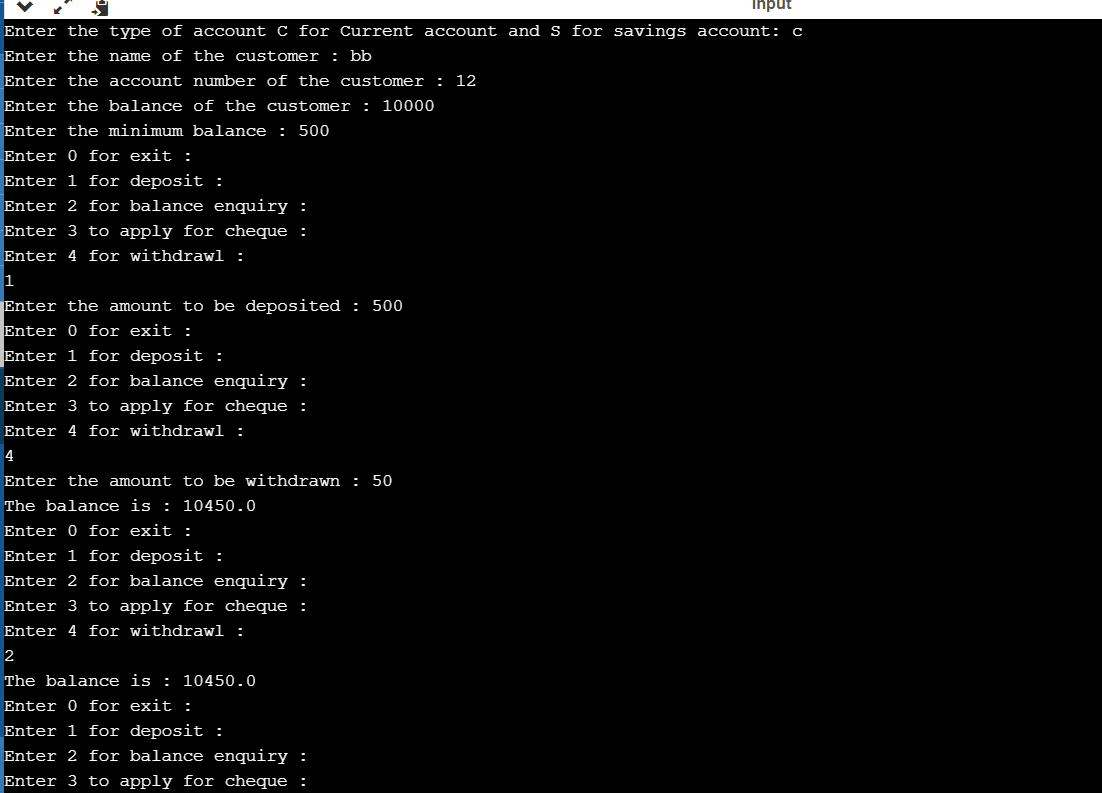 input
Enter the type of account C for Current account and S for savings account: c
Enter the name of the customer : bb
Enter the account number of the customer : 12
Enter the balance of the customer : 10000
Enter the minimum balance : 500
Enter 0 for exit :
Enter 1 for deposit :
Enter 2 for balance enquiry :
Enter 3 to apply for cheque :
Enter 4 for withdrawl :
1
Enter the amount to be deposited : 500
Enter 0 for exit :
Enter 1 for deposit :
Enter 2 for balance enquiry :
Enter 3 to apply for cheque :
Enter 4 for withdrawl :
4
Enter the amount to be withdrawn : 50
The balance is : 10450.0
Enter 0 for exit :
Enter 1 for deposit :
Enter 2 for balance enquiry :
Enter 3 to apply for cheque :
Enter 4 for withdrawl :
2
The balance is : 10450.0
Enter 0 for exit :
Enter 1 for deposit :
Enter 2 for balance enquiry :
Enter 3 to apply for cheque :